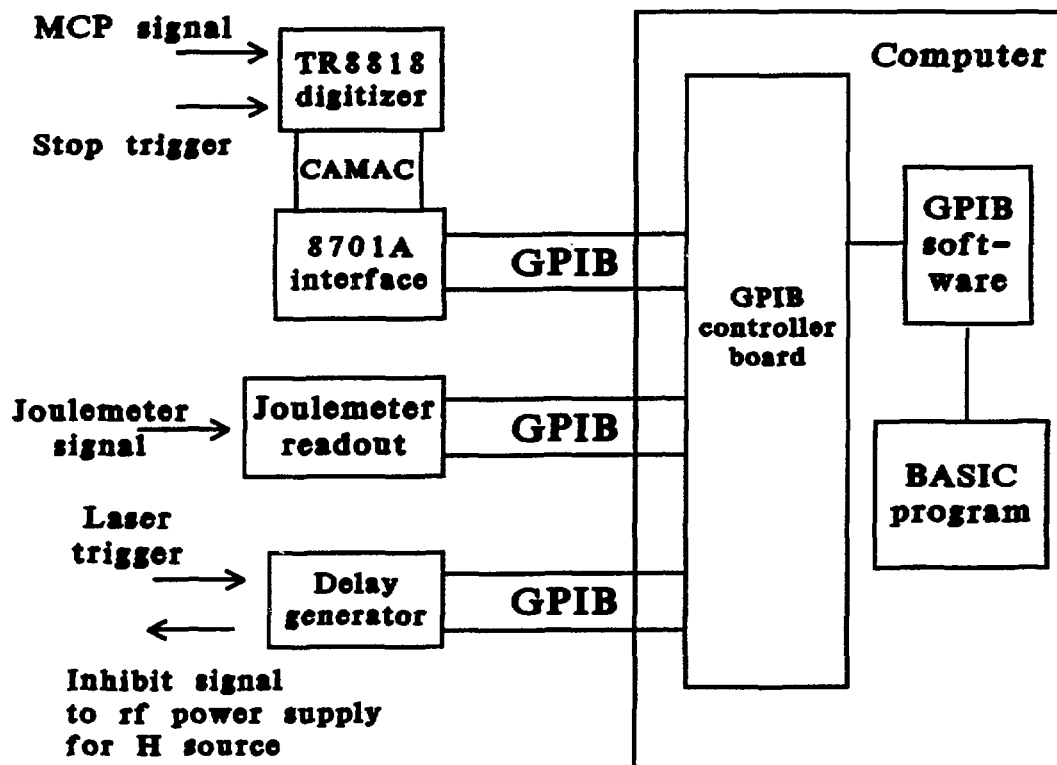 MCP signal
Stop trigger
TR8818
digitizer
CAMAC
8701A
interface
GPIB
Joulemeter
signal
Joulemeter
readout
GPIB
Laser
trigger
Delay
generator
GPIB
Inhibit signal
to rf power supply
for H source
Computer
GPIB
controller
board
GPIB
soft-
ware
BASIC
program